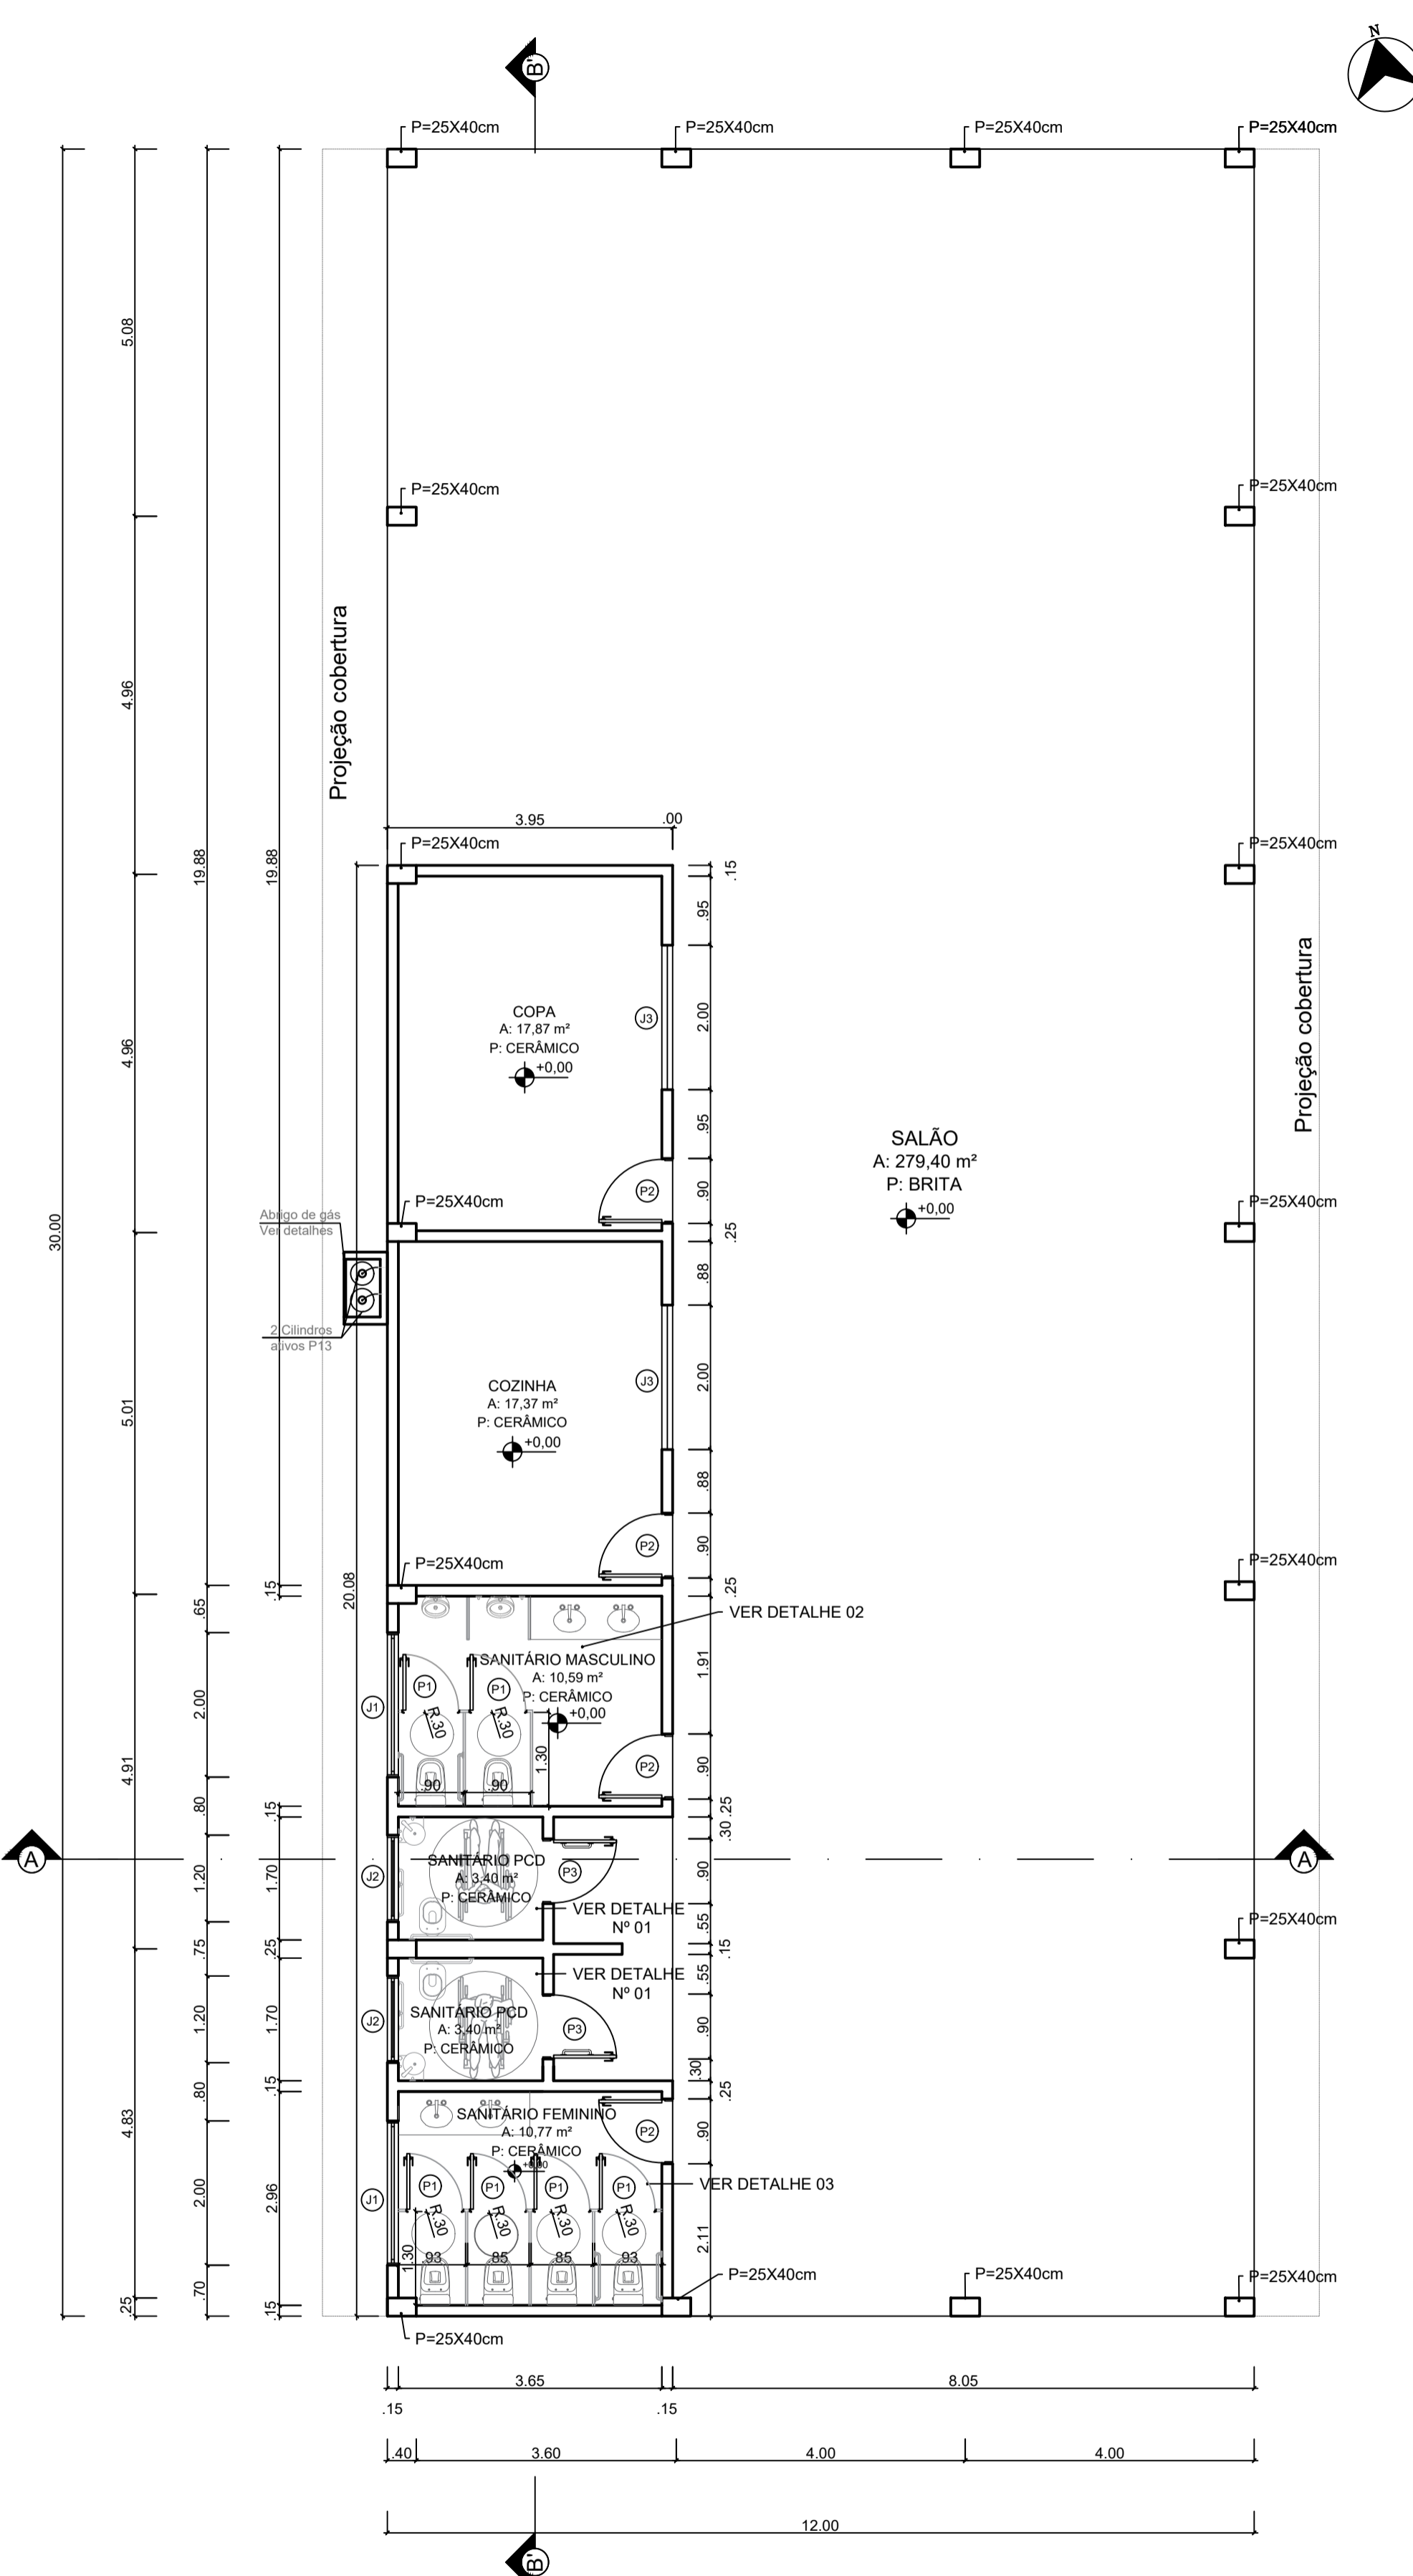 B'
N
P=25X40cm
P=25X40cm
P=25X40cm
P=25X40cm
5.08
P=25X40cm
P=25X40cm
Projeção cobertura
4.96
3.95
.00
P=25X40cm
P=25X40cm
19.88
19.88
.15
.95
COPA
A: 17,87 m²
P: CERÂMICO
+0,00
J3
2.00
4.96
Projeção cobertura
.95
SALÃO
A: 279,40 m²
P: BRITA
+0,00
P2
.90
P=25X40cm
P=25X40cm
Abrigo de gás
Ver detalhes
30.00
.25
.88
2 Cilindros
ativos P13
COZINHA
A: 17,37 m²
P: CERÂMICO
+0,00
J3
2.00
5.01
.88
P2
.90
P=25X40cm
P=25X40cm
.15
20.08
.25
.65
VER DETALHE 02
SANITÁRIO MASCULINO
A: 10,59 m²
P: CERÂMICO
+0,00
1.91
P1
P1
R.30
R.30
J1
2.00
1.30
4.91
.90
.90
P2
.90
.80
.15
.25
.30
A
SANITÁRIO PCD
A: 3,40 m²
P: CERÂMICO
J2
1.20
1.70
P3
.90
A
VER DETALHE
Nº 01
.55
P=25X40cm
.75
.25
.15
VER DETALHE
Nº 01
.55
SANITÁRIO PCD
A: 3,40 m²
P: CERÂMICO
J2
1.20
1.70
P3
.90
.30
.80
.15
.25
4.83
SANITÁRIO FEMININO
A: 10,77 m²
P: CERÂMICO
+0,00
P2
.90
P1
P1
P1
P1
VER DETALHE 03
J1
2.00
2.96
R.30
R.30
R.30
R.30
2.11
1.30
.93
.85
.85
.93
P=25X40cm
P=25X40cm
P=25X40cm
.25
.70
.15
P=25X40cm
3.65
8.05
.15
.15
.40
3.60
4.00
4.00
12.00
B'